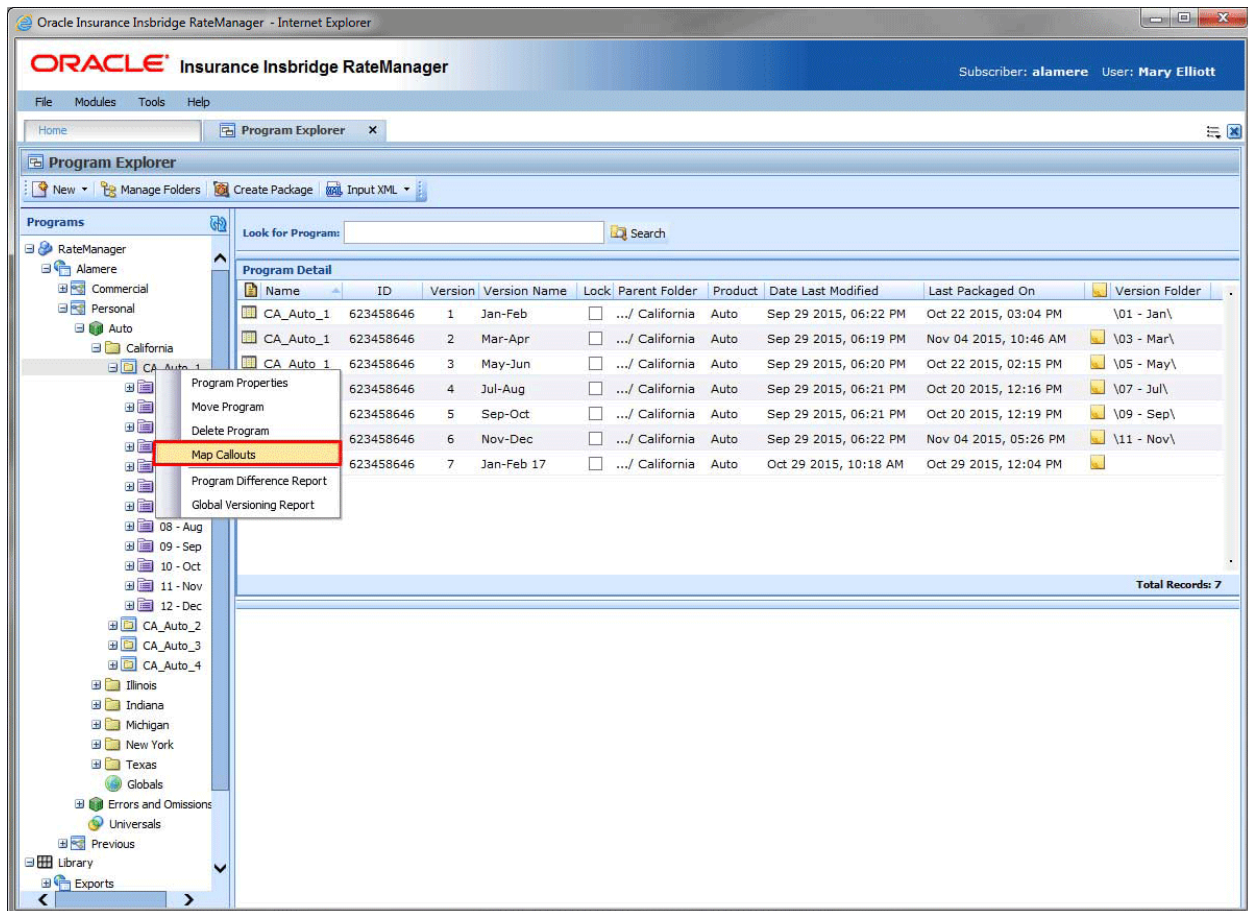 Oracle Insurance Insbridge RateManager - Internet Explorer
ORACLE® Insurance Insbridge RateManager
Subscriber: alamere User: Mary Elliott
File Modules Tools Help
Home Program Explorer x
Program Explorer
New Manage Folders Create Package Input XML
Programs
RateManager
Alamere
Commercial
Personal
Auto
California
CA_Auto_1
Program Properties
Move Program
Delete Program
Map Callouts
Program Difference Report
Global Versioning Report
08 - Aug
09 - Sep
10 - Oct
11 - Nov
12 - Dec
CA_Auto_2
CA_Auto_3
CA_Auto_4
Illinois
Indiana
Michigan
New York
Texas
Globals
Errors and Omissions
Universals
Previous
Library
Exports
Look for Program: Search
Program Detail
Name ID Version Version Name Lock Parent Folder Product Date Last Modified Last Packaged On Version Folder
CA_Auto_1 623458646 1 Jan-Feb .../ California Auto Sep 29 2015, 06:22 PM Oct 22 2015, 03:04 PM \01 - Jan\
CA_Auto_1 623458646 2 Mar-Apr .../ California Auto Sep 29 2015, 06:19 PM Nov 04 2015, 10:46 AM \03 - Mar\
CA_Auto_1 623458646 3 May-Jun .../ California Auto Sep 29 2015, 06:20 PM Oct 22 2015, 02:15 PM \05 - May\
623458646 4 Jul-Aug .../ California Auto Sep 29 2015, 06:21 PM Oct 20 2015, 12:16 PM \07 - Jul\
623458646 5 Sep-Oct .../ California Auto Sep 29 2015, 06:21 PM Oct 20 2015, 12:19 PM \09 - Sep\
623458646 6 Nov-Dec .../ California Auto Sep 29 2015, 06:22 PM Nov 04 2015, 05:26 PM \11 - Nov\
623458646 7 Jan-Feb 17 .../ California Auto Oct 29 2015, 10:18 AM Oct 29 2015, 12:04 PM
Total Records: 7